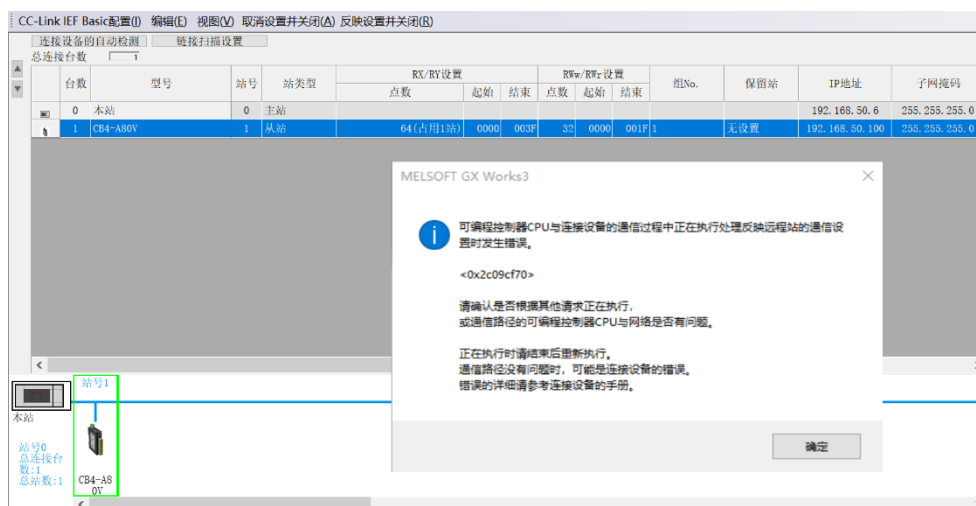 CC-Link IEF Basic配置(I) 编辑(E) 视图(V) 取消设置并关闭(A) 反映设置并关闭(R)
连接设备的自动检测 链接扫描设置
总连接台数 1
台数 型号 站号 站类型 RX/RY设置 RWw/RWr设置 组No. 保留站 IP地址 子网掩码
点数 起始 结束 点数 起始 结束
0 本站 0 主站 192.168.50.6 255.255.255.0
1 CB4-A80V 1 从站 64(占用1站) 0000 003F 32 0000 001F 1 无设置 192.168.50.100 255.255.255.0
MELSOFT GX Works3
可编程控制器CPU与连接设备的通信过程中正在执行处理反映远程站的通信设
置时发生错误。
<0x2c09cf70>
请确认是否根据其他请求正在执行，
或通信路径的可编程控制器CPU与网络是否有问题。
正在执行时请结束后重新执行。
通信路径没有问题时，可能是连接设备的错误。
错误的详细请参考连接设备的手册。
确定
站号1
本站
站号0
总连接台
数:1
总站数:1
CB4-A8
0V